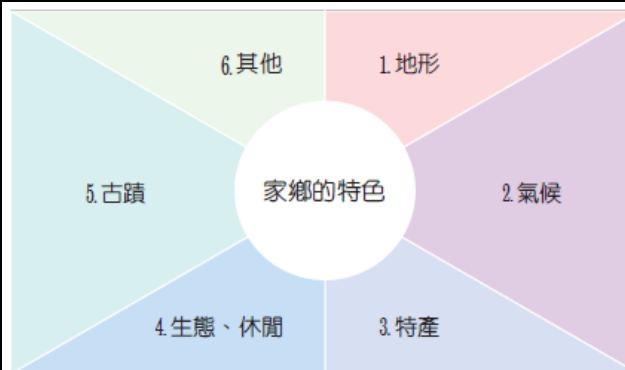 家鄉的特色
1.地形
2.氣候
3.特產
4.生態、休閒
5.古蹟
6.其他